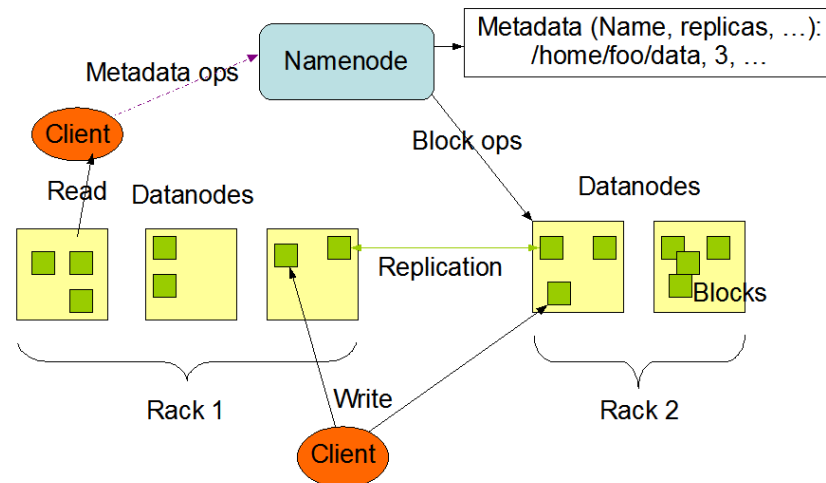 Metadata (Name, replicas, …):
/home/foo/data, 3, …
Namenode
Metadata ops
Client
Block ops
Read
Datanodes
Datanodes
Replication
Blocks
Rack 1
Write
Rack 2
Client